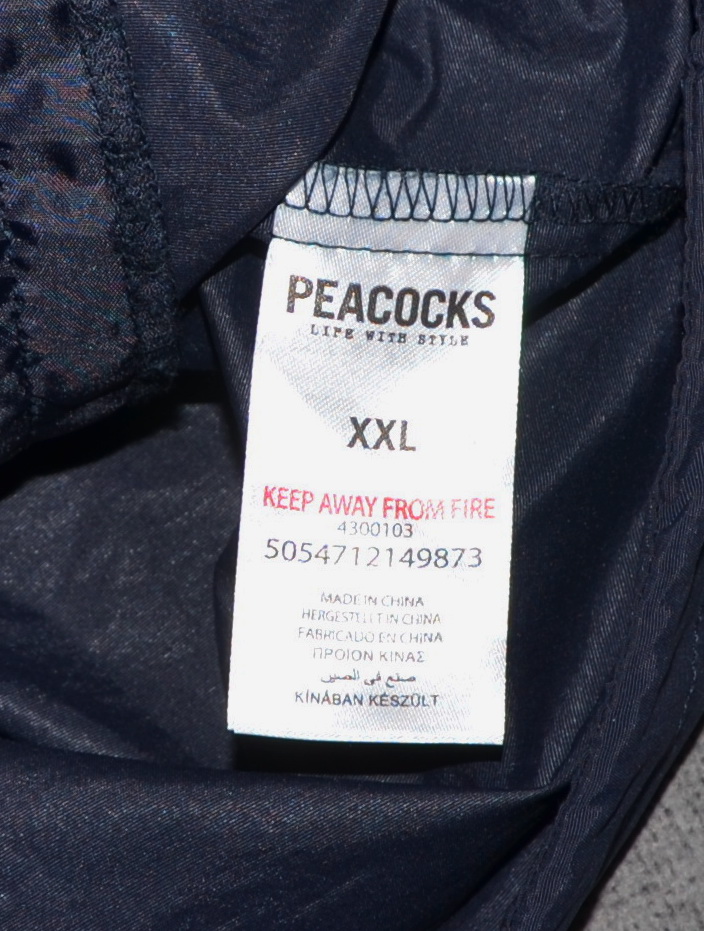 PEACOCKS
LIFE WITH STYLE
XXL
KEEP AWAY FROM FIRE
4300103
5054712149873
MADE IN CHINA
HERGESTELLT IN CHINA
FABRICADO EN CHINA
ΠΡΟΙΟΝ ΚΙΝΑΣ
صنع في الصين
KÍNÁBAN KÉSZÜLT